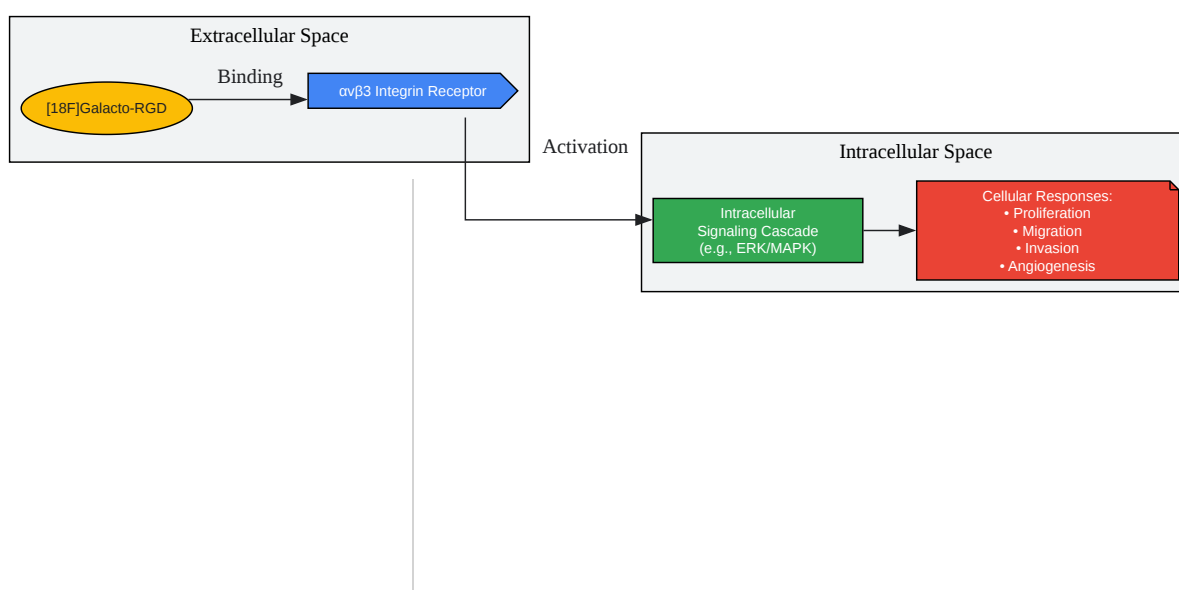 Extracellular Space
Binding
[18F]Galacto-RGD
αvβ3 Integrin Receptor
Activation
Intracellular Space
Intracellular
Signaling Cascade
(e.g., ERK/MAPK)
Cellular Responses:
• Proliferation
• Migration
• Invasion
• Angiogenesis